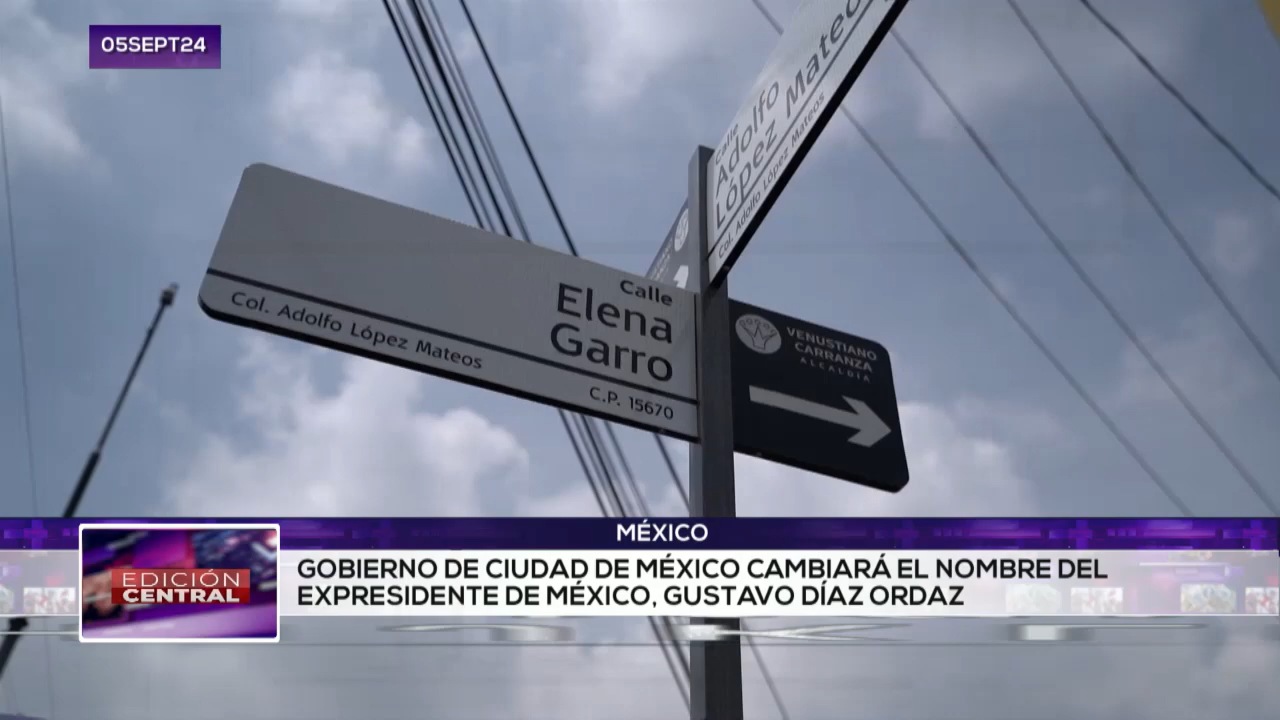 05SEPT24
Calle
Adolfo
López Mateos
Col. Adolfo López Mateos
Calle
Elena
Garro
Col. Adolfo López Mateos
C.P. 15670
VENUSTIANO
CARRANZA
ALCALDÍA
MÉXICO
EDICIÓN
CENTRAL
GOBIERNO DE CIUDAD DE MÉXICO CAMBIARÁ EL NOMBRE DEL
EXPRESIDENTE DE MÉXICO, GUSTAVO DÍAZ ORDAZ